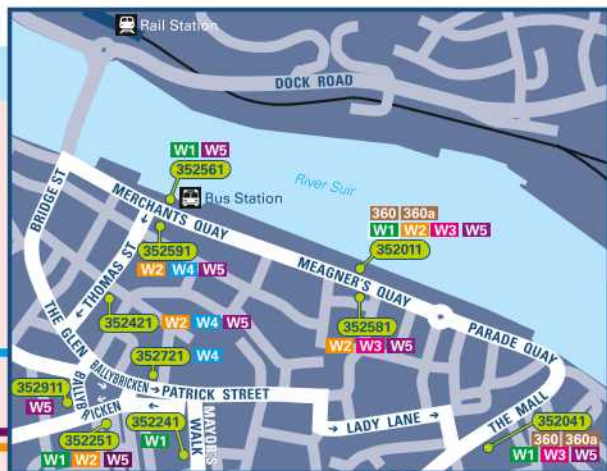 Rail Station
DOCK ROAD
River Suir
W1 W5
352561
Bus Station
BRIDGE ST
MERCHANTS QUAY
352591
W2 W4 W5
360 360a
W1 W2 W3 W5
352011
MEAGNER'S QUAY
THOMAS ST
352421 W2 W4 W5
352581
W2 W3 W5
PARADE QUAY
THE GLEN
352721 W4
BALLYBRICKEN
PATRICK STREET
352911
W5
BALLYBRICKEN
352241
W1
MAYOR'S
WALK
LADY LANE
THE MALL
352251
W1 W2 W5
352041
360 360a
W1 W3 W5